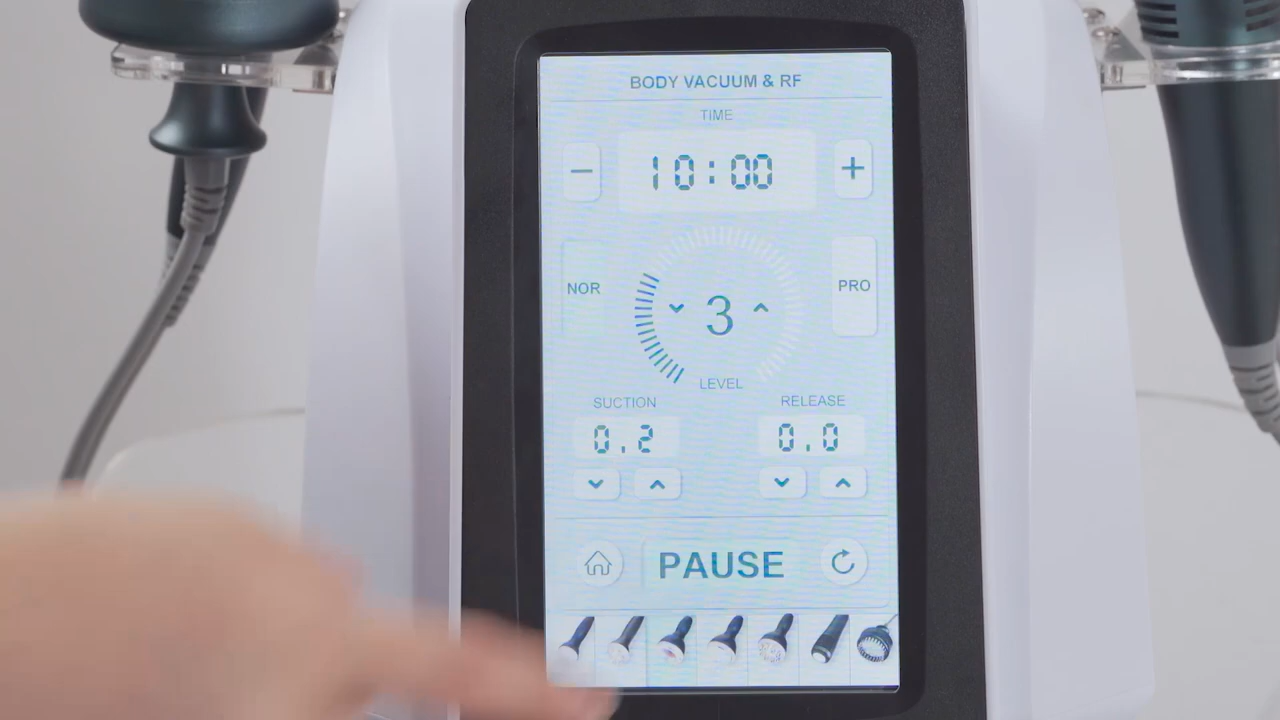 BODY VACUUM & RF
TIME
− 10:00 +
NOR
PRO
3
LEVEL
SUCTION
RELEASE
0.2
0.0
PAUSE